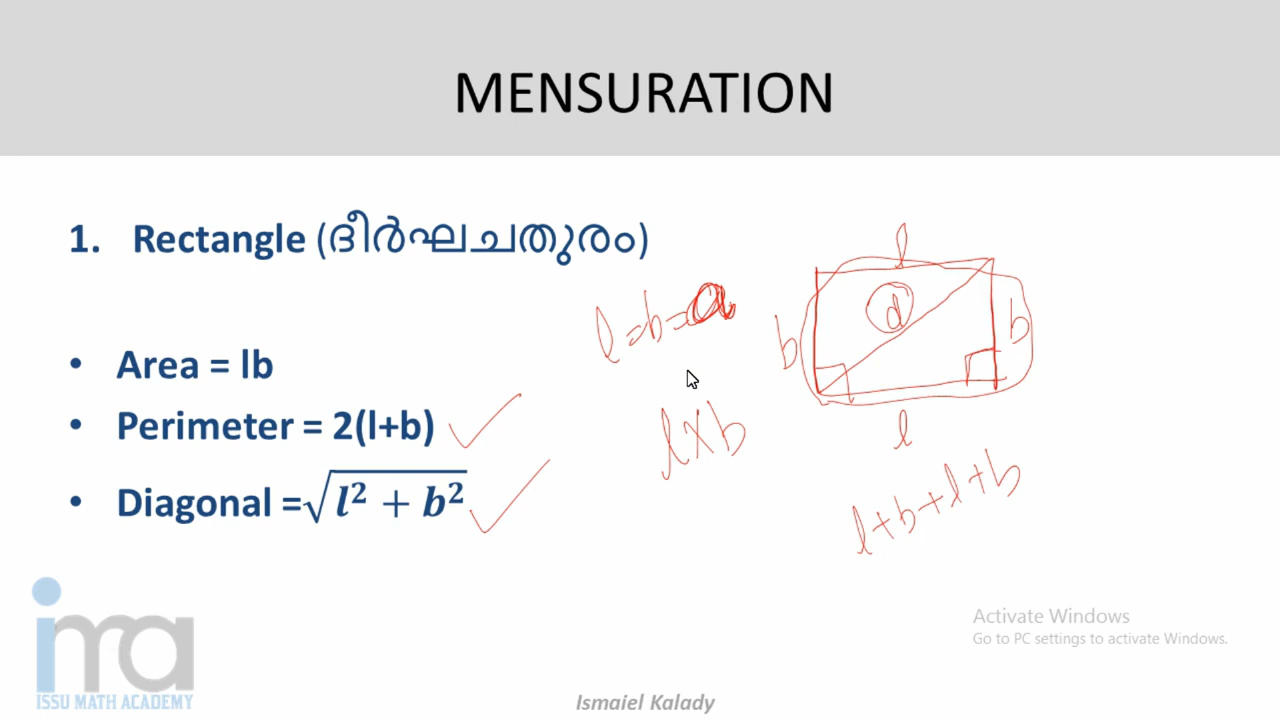 MENSURATION
1. Rectangle (ദീർഘചതുരം)
l
l=b=a
d
b
b
• Area = lb
l×b
l
• Perimeter = 2(l+b)
• Diagonal =√l² + b²
l+b+l+b
ima
ISSU MATH ACADEMY
Activate Windows
Go to PC settings to activate Windows.
Ismaiel Kalady